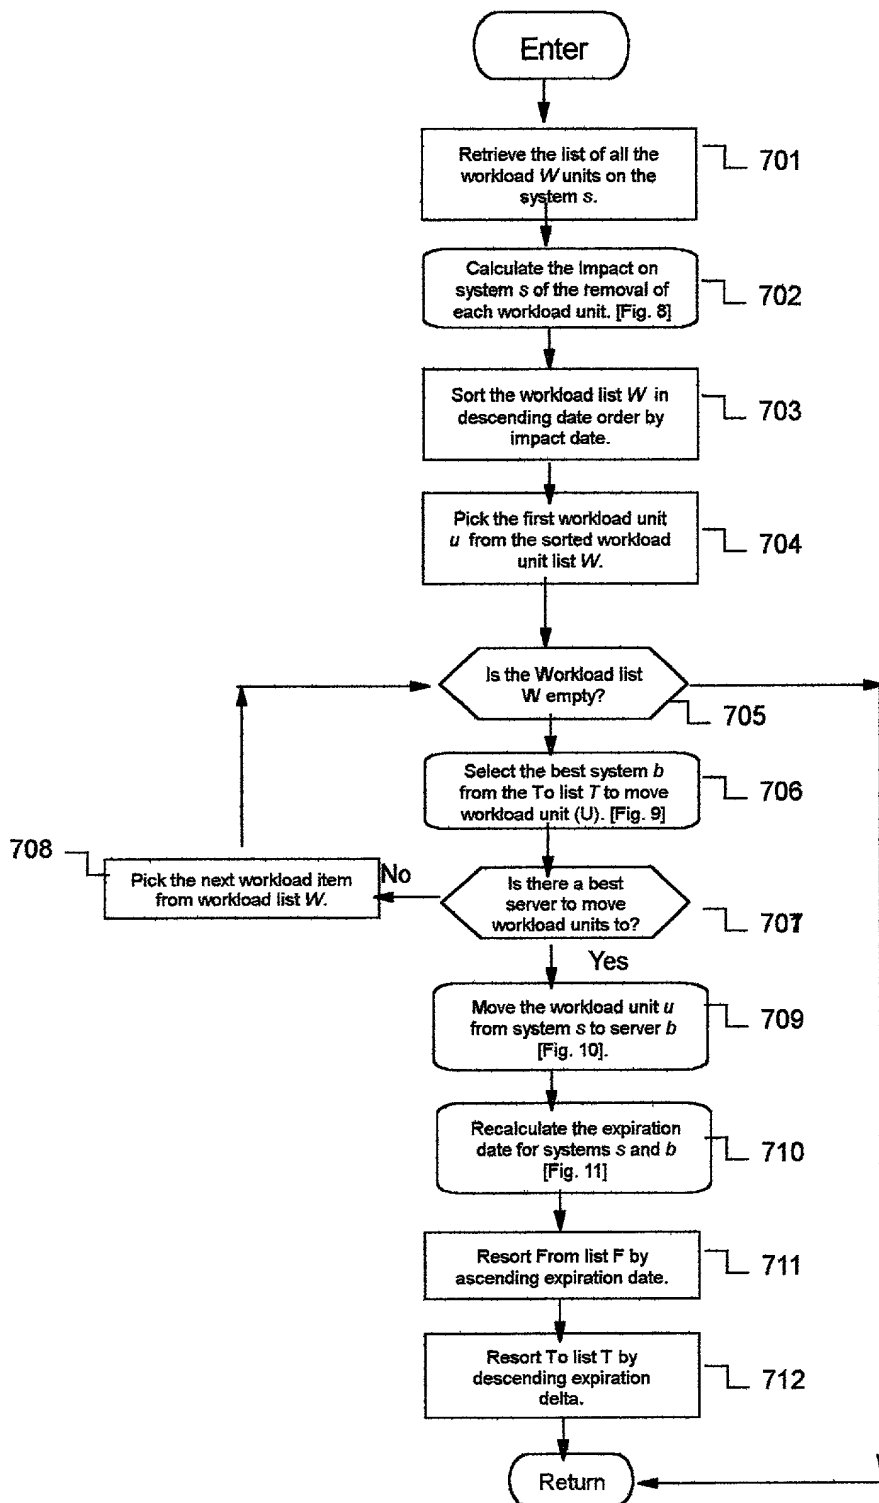 Enter
Retrieve the list of all the
workload W units on the
system s.
701
Calculate the Impact on
system s of the removal of
each workload unit. [Fig. 8]
702
Sort the workload list W in
descending date order by
impact date.
703
Pick the first workload unit
u from the sorted workload
unit list W.
704
Is the Workload list
W empty?
705
Select the best system b
from the To list T to move
workload unit (U). [Fig. 9]
706
708
Pick the next workload item
from workload list W.
No
Is there a best
server to move
workload units to?
707
Yes
Move the workload unit u
from system s to server b
[Fig. 10].
709
Recalculate the expiration
date for systems s and b
[Fig. 11]
710
Resort From list F by
ascending expiration date.
711
Resort To list T by
descending expiration
delta.
712
Return